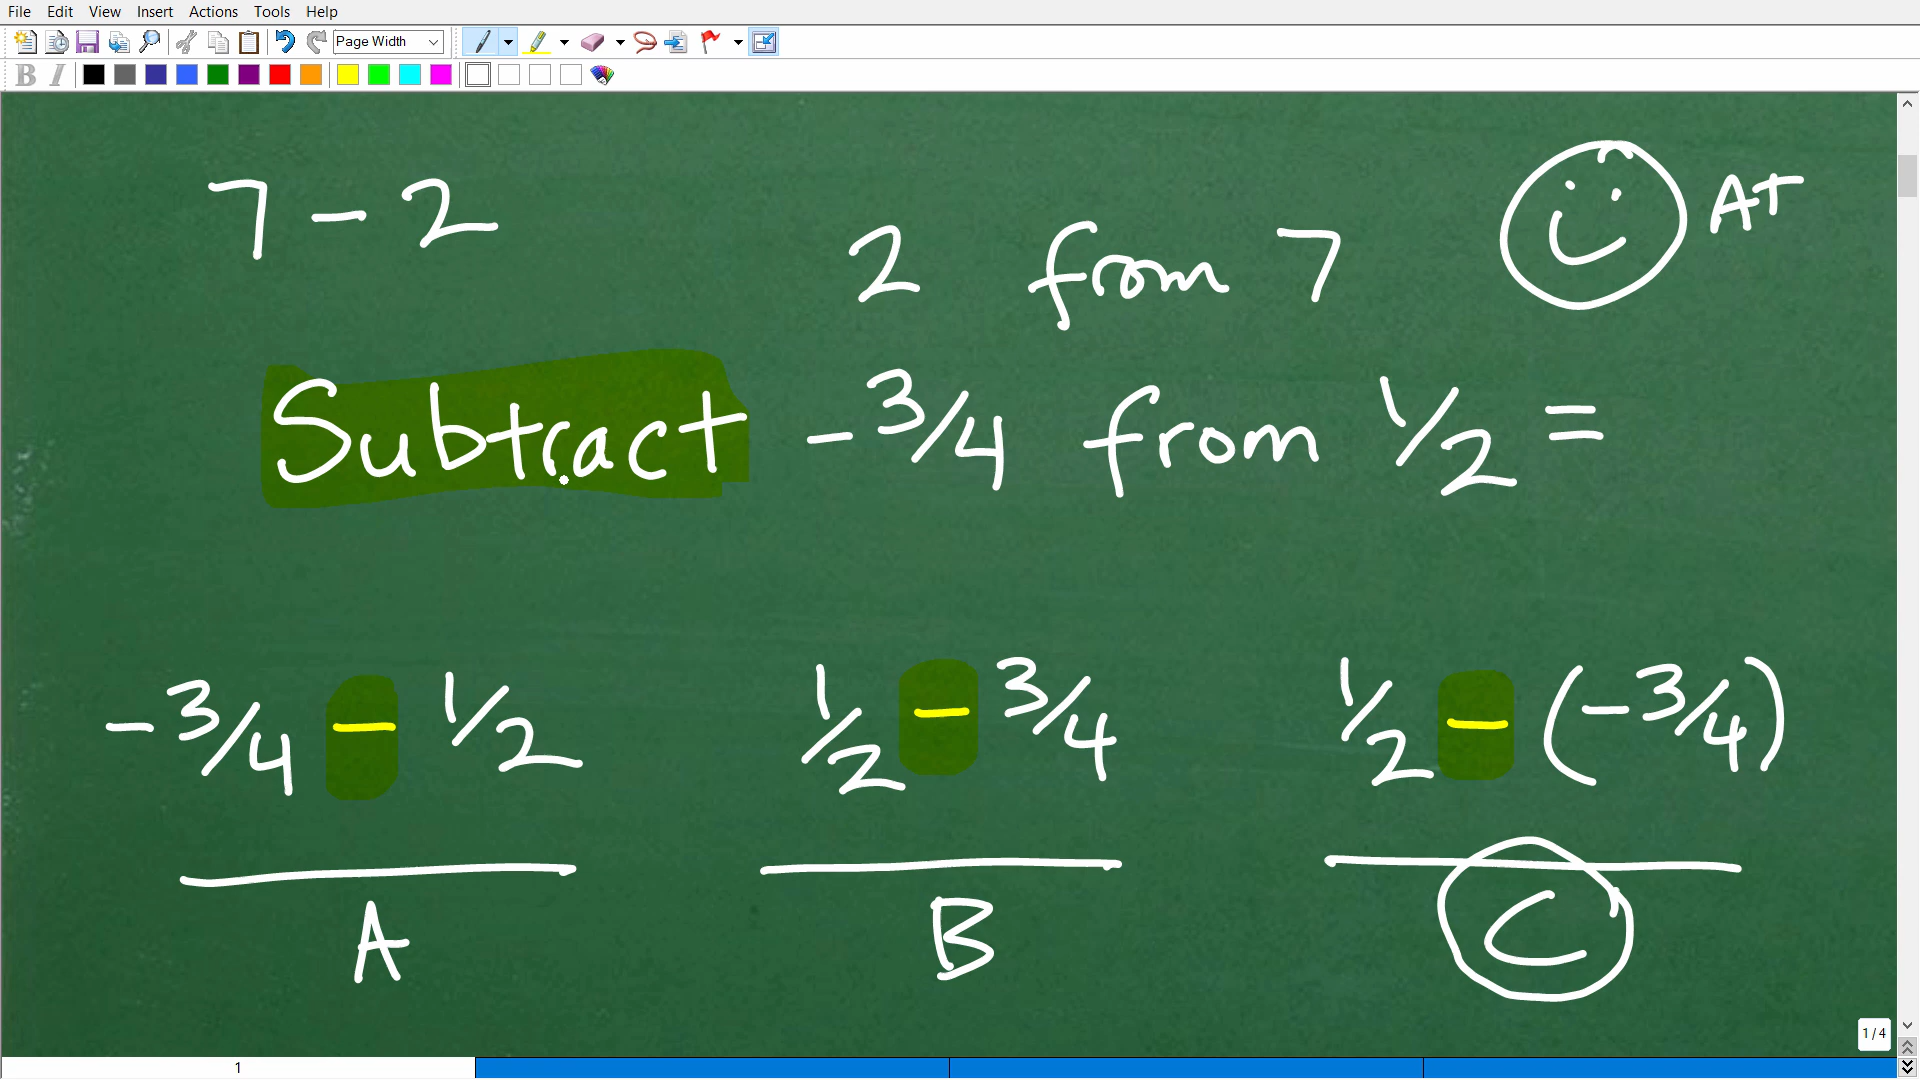 File Edit View Insert Actions Tools Help
Page Width
B I
7 - 2
2 from 7
A+
Subtract -3/4 from 1/2 =
-3/4 - 1/2
1/2 - 3/4
1/2 - (-3/4)
A
B
C
1 / 4
1